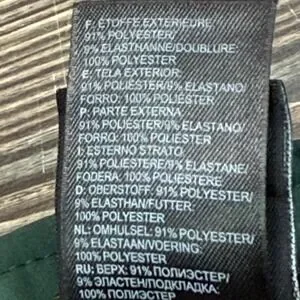 F: ÉTOFFE EXTÉRIEURE:
91% POLYESTER/
9% ELASTHANNE/DOUBLURE:
100% POLYESTER
E: TELA EXTERIOR:
91% POLIÉSTER/9% ELASTANO/
FORRO: 100% POLIÉSTER
P: PARTE EXTERNA:
91% POLIÉSTER/9% ELASTANO/
FORRO: 100% POLIÉSTER
I: ESTERNO STRATO:
91% POLIESTERE/9% ELASTAN/
FODERA: 100% POLIESTERE
D: OBERSTOFF: 91% POLYESTER/
9% ELASTHAN/FUTTER:
100% POLYESTER
NL: OMHULSEL: 91% POLYESTER/
9% ELASTAAN/VOERING:
100% POLYESTER
RU: ВЕРХ: 91% ПОЛИЭСТЕР/
9% ЭЛАСТЕН/ПОДКЛАДКА:
100% ПОЛИЭСТЕР